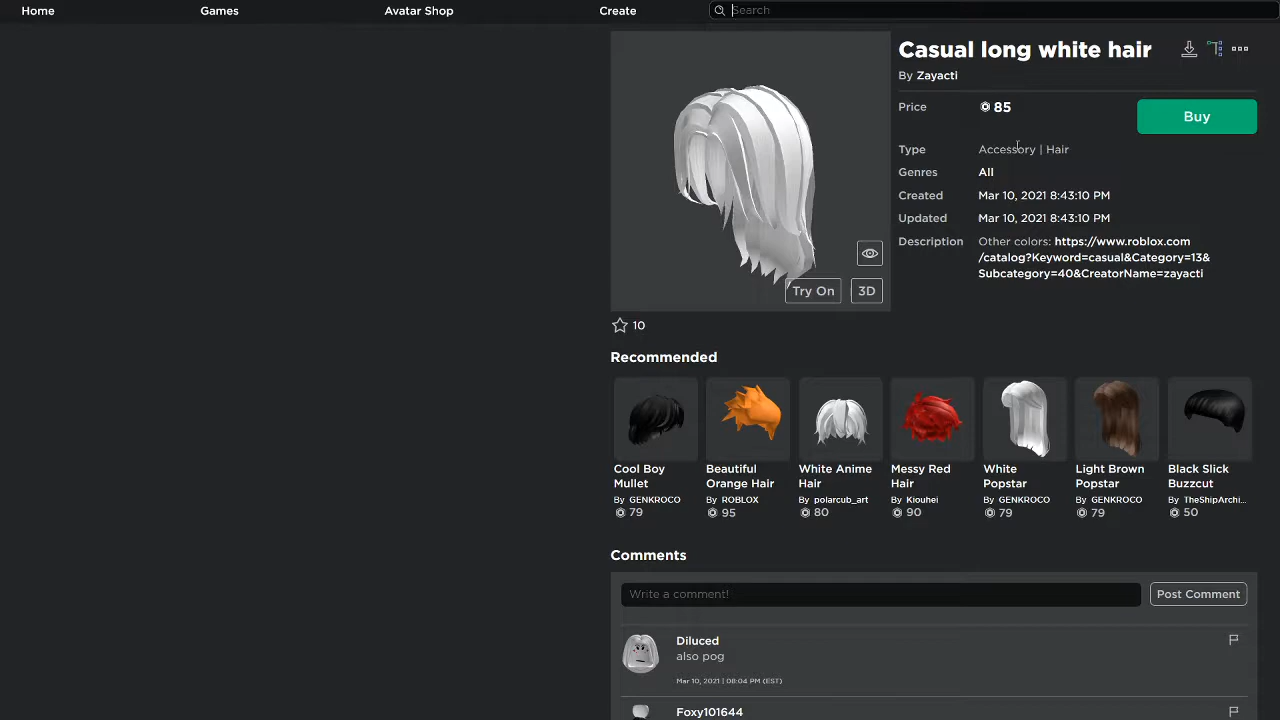 Home Games Avatar Shop Create Search
Casual long white hair
By Zayacti
Price 85
Buy
Type Accessory | Hair
Genres All
Created Mar 10, 2021 8:43:10 PM
Updated Mar 10, 2021 8:43:10 PM
Description Other colors: https://www.roblox.com
/catalog?Keyword=casual&Category=13&
Subcategory=40&CreatorName=zayacti
Try On 3D
10
Recommended
Cool Boy
Mullet
By GENKROCO
79
Beautiful
Orange Hair
By ROBLOX
95
White Anime
Hair
By polarcub_art
80
Messy Red
Hair
By Kiouhei
90
White
Popstar
By GENKROCO
79
Light Brown
Popstar
By GENKROCO
79
Black Slick
Buzzcut
By TheShipArchi...
50
Comments
Write a comment! Post Comment
Diluced
also pog
Mar 10, 2021 | 08:04 PM (EST)
Foxy101644